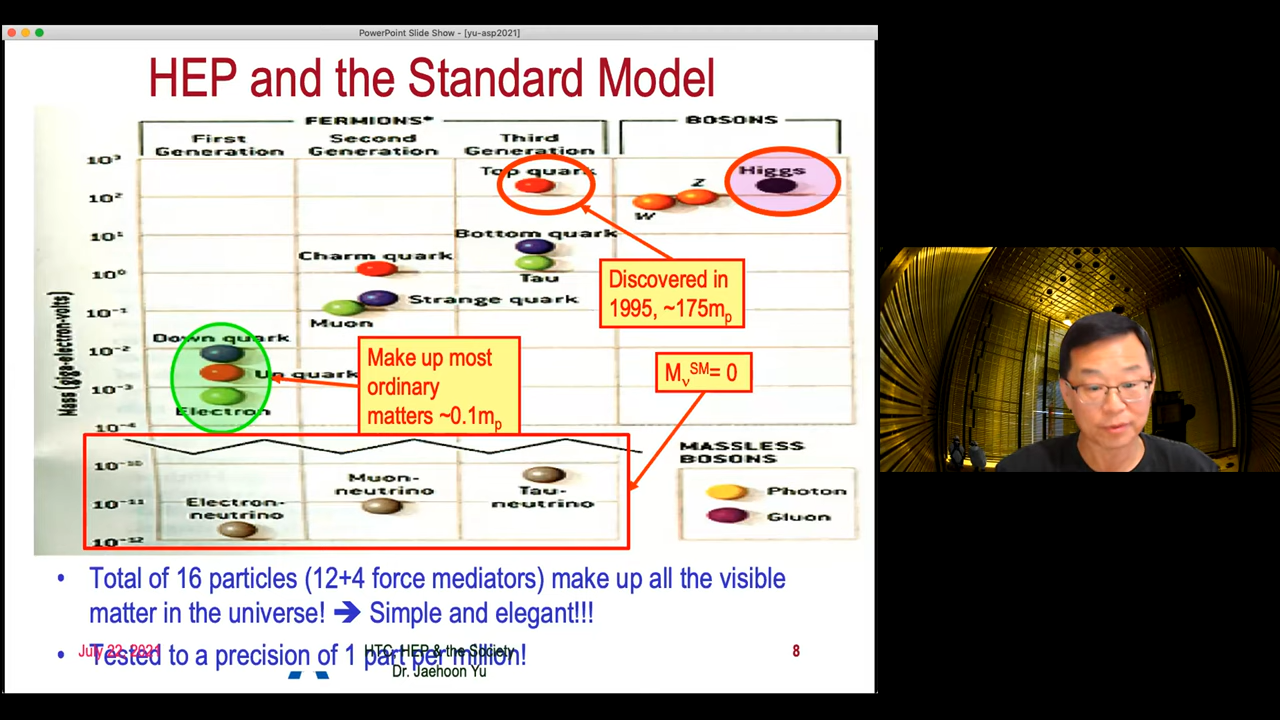 PowerPoint Slide Show - [yu-asp2021]
HEP and the Standard Model
FERMIONS*
BOSONS
First
Generation
Second
Generation
Third
Generation
Mass (giga-electron-volts)
10³
10²
10¹
10⁰
10⁻¹
10⁻²
10⁻³
10⁻⁴
10⁻¹⁰
10⁻¹¹
10⁻¹²
Top quark
Higgs
Z
W
Bottom quark
Tau
Charm quark
Strange quark
Muon
Down quark
Up quark
Electron
Discovered in
1995, ~175mₚ
Make up most
ordinary
matters ~0.1mₚ
Mᵥˢᴹ= 0
Electron-
neutrino
Muon-
neutrino
Tau-
neutrino
MASSLESS
BOSONS
Photon
Gluon
• Total of 16 particles (12+4 force mediators) make up all the visible
matter in the universe! ➔ Simple and elegant!!!
• Tested to a precision of 1 part per million!
July 22, 2021
HTC: HEP & the Society
Dr. Jaehoon Yu
8